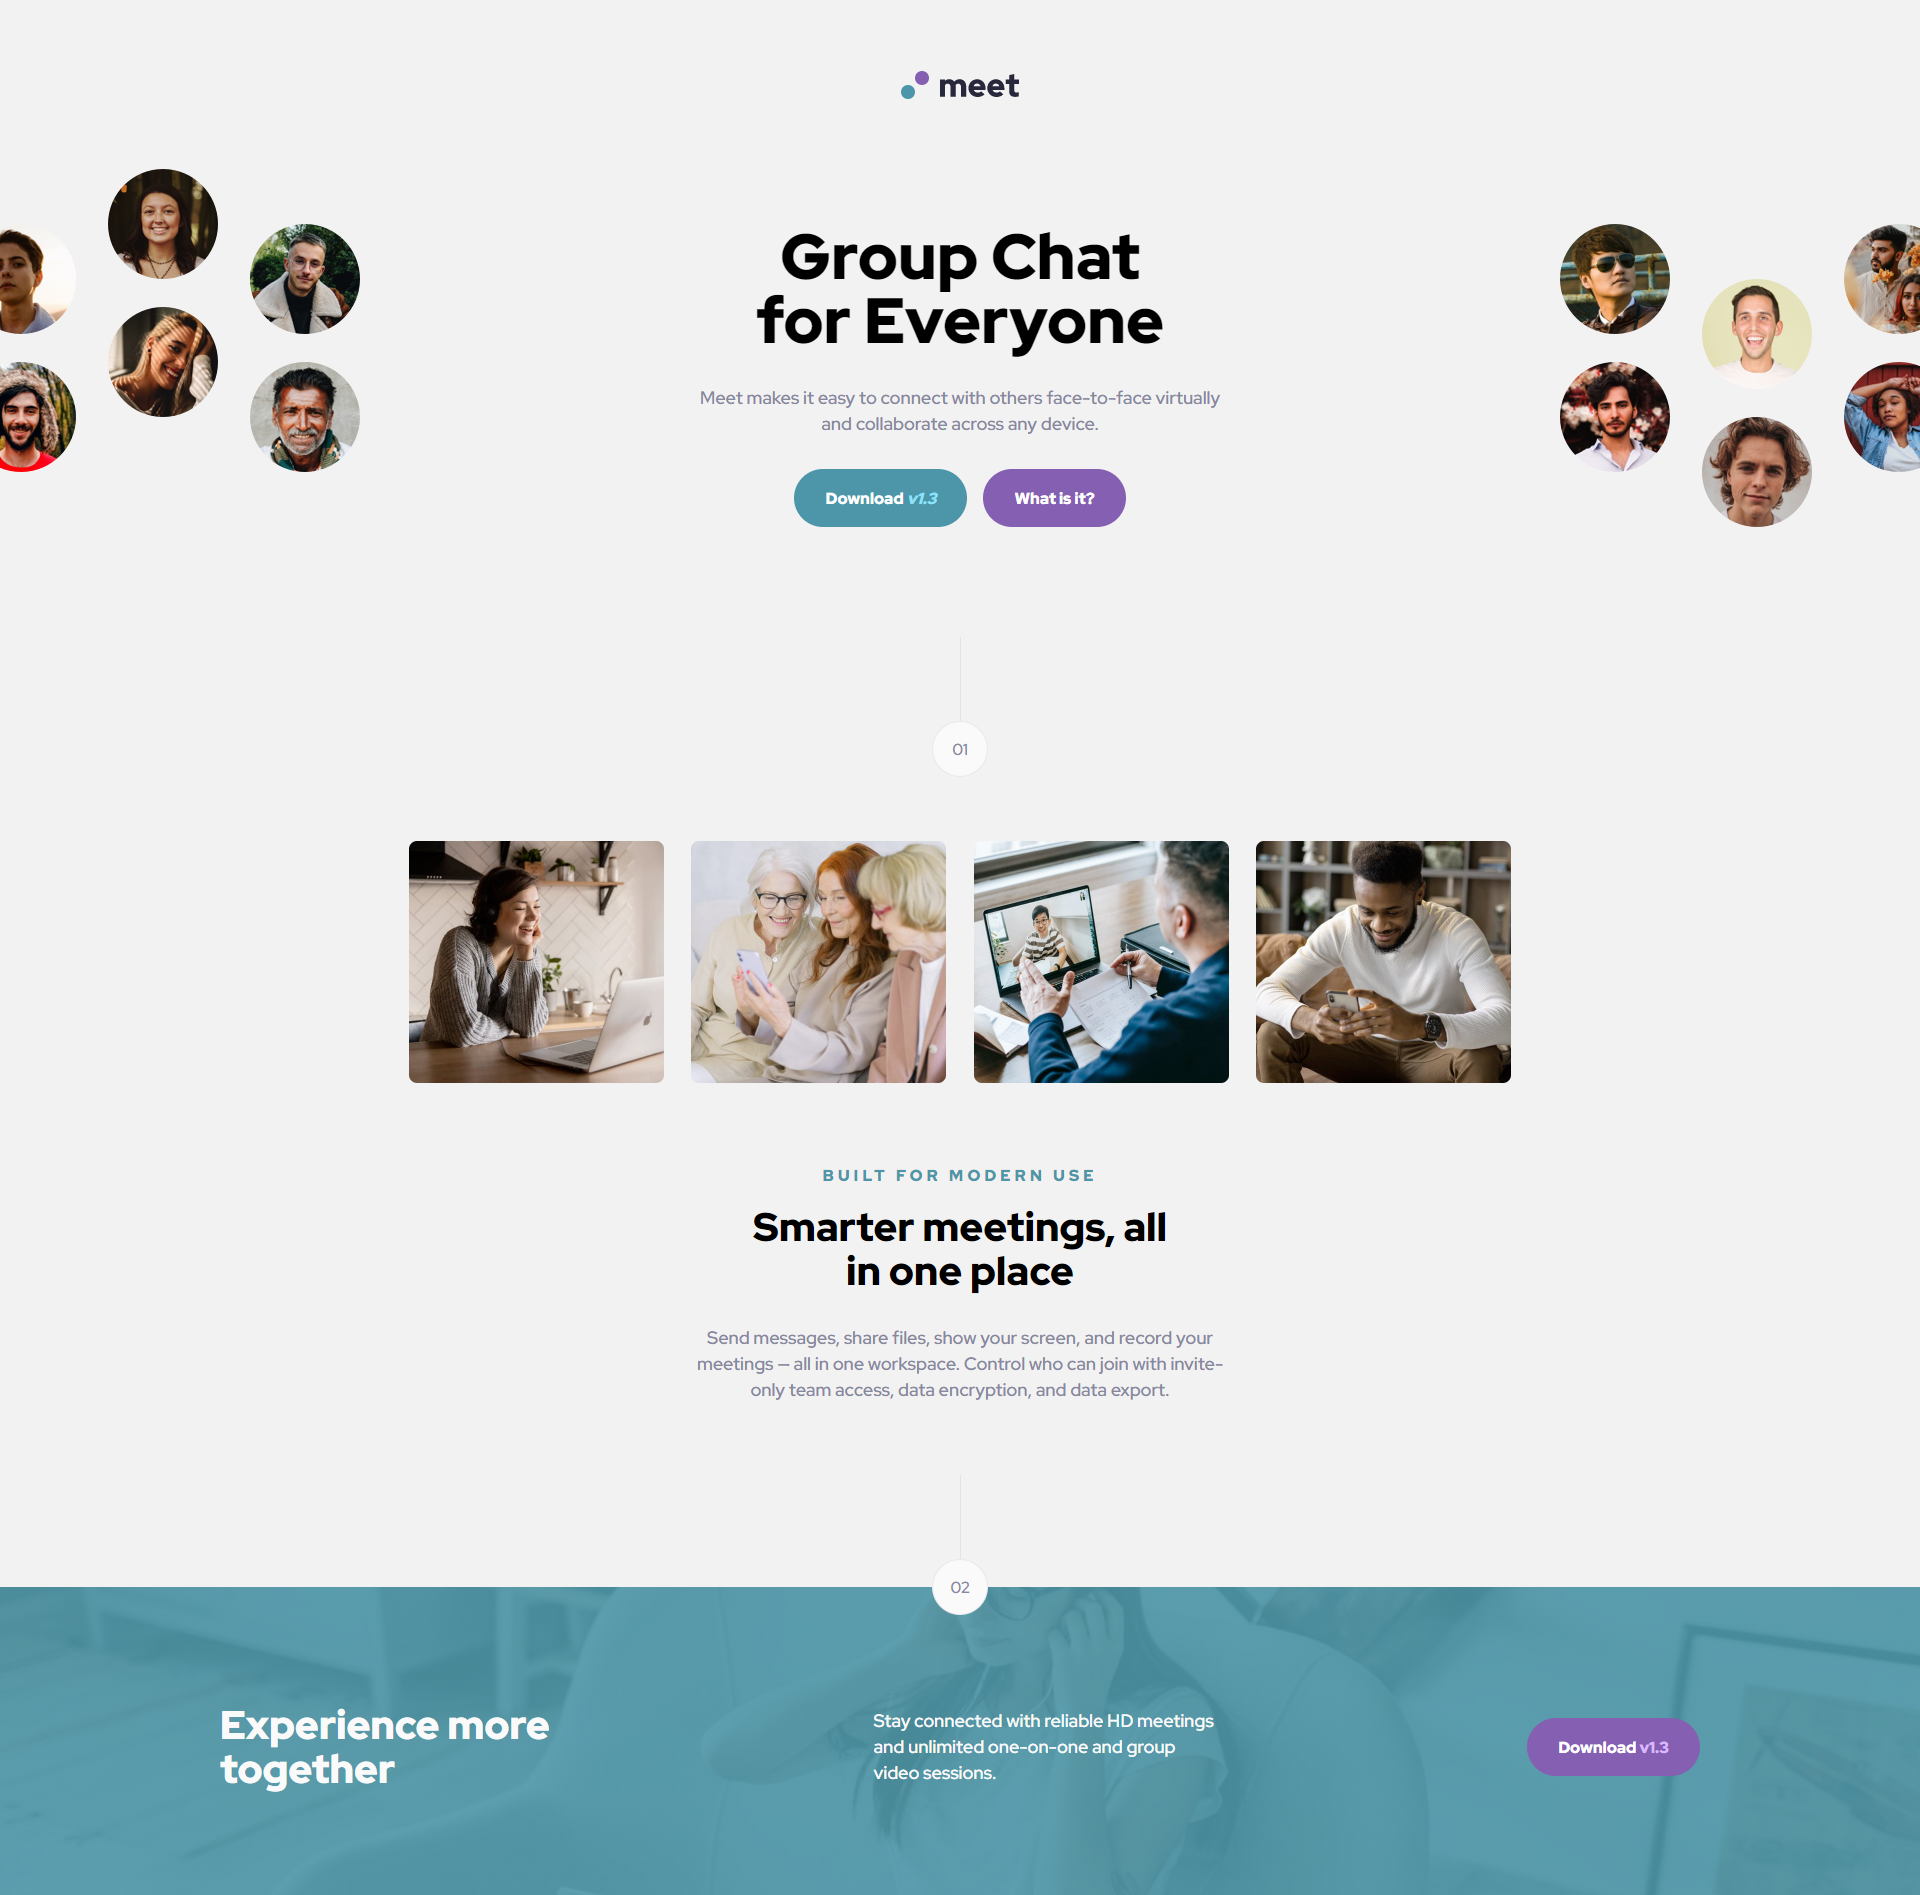 meet
Group Chat
for Everyone
Meet makes it easy to connect with others face-to-face virtually
and collaborate across any device.
Download v1.3
What is it?
01
BUILT FOR MODERN USE
Smarter meetings, all
in one place
Send messages, share files, show your screen, and record your
meetings — all in one workspace. Control who can join with invite-
only team access, data encryption, and data export.
02
Experience more
together
Stay connected with reliable HD meetings
and unlimited one-on-one and group
video sessions.
Download v1.3